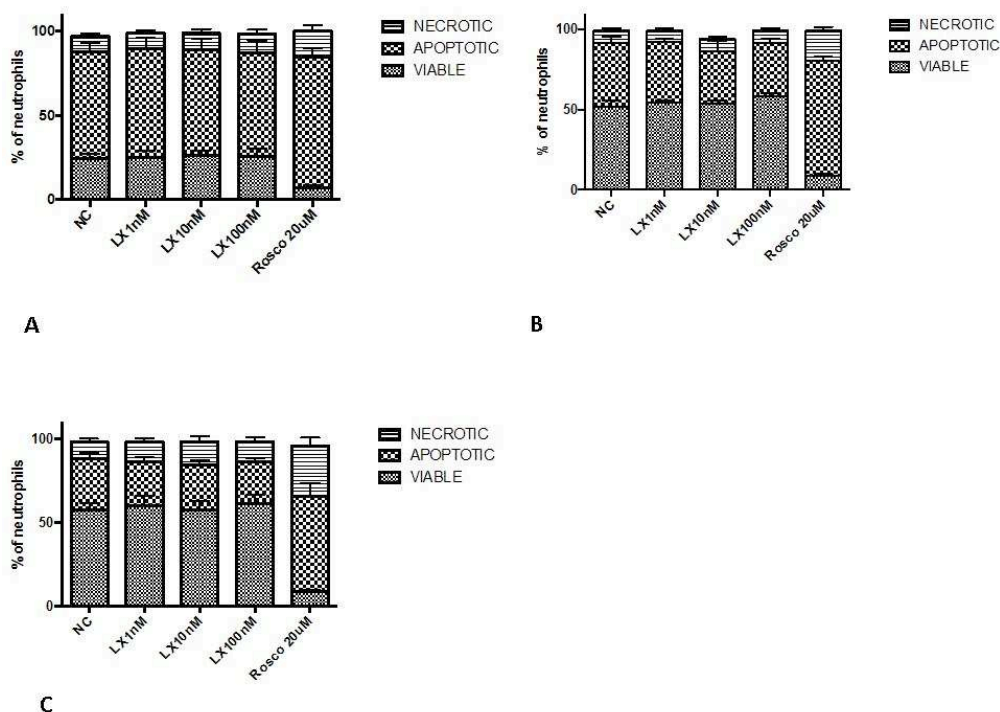 100
50
0
% of neutrophils
NC
LX1nM
LX10nM
LX100nM
Rosco 20uM
NECROTIC
APOPTOTIC
VIABLE
A
100
50
0
% of neutrophils
NC
LX1nM
LX10nM
LX100nM
Rosco 20uM
NECROTIC
APOPTOTIC
VIABLE
B
100
50
0
% of neutrophils
NC
LX1nM
LX10nM
LX100nM
Rosco 20uM
NECROTIC
APOPTOTIC
VIABLE
C